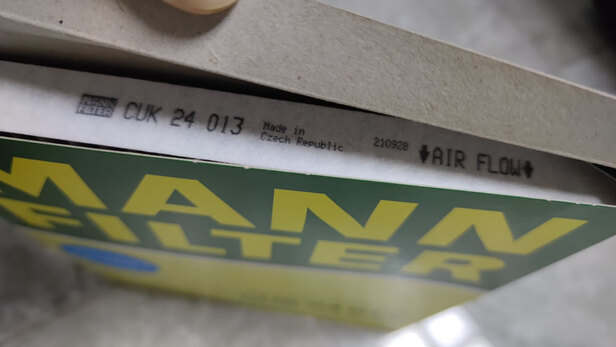 MANN
FILTER
CUK 24 013
Made in
Czech Republic
210928
AIR FLOW
MANN
FILTER